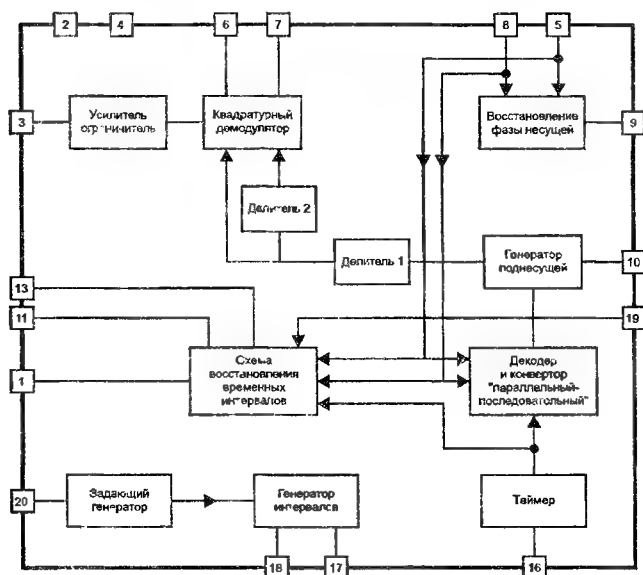 2
4
6
7
8
5
3
Усилитель
ограничитель
Квадратурный
демодулятор
Восстановление
фазы несущей
9
Делитель 2
Делитель 1
Генератор
поднесущей
10
13
11
19
1
Схема
восстановления
временных
интервалов
Декодер
и конвертор
"параллельный-
последовательный"
20
Задающий
генератор
Генератор
интервалов
Таймер
18
17
16